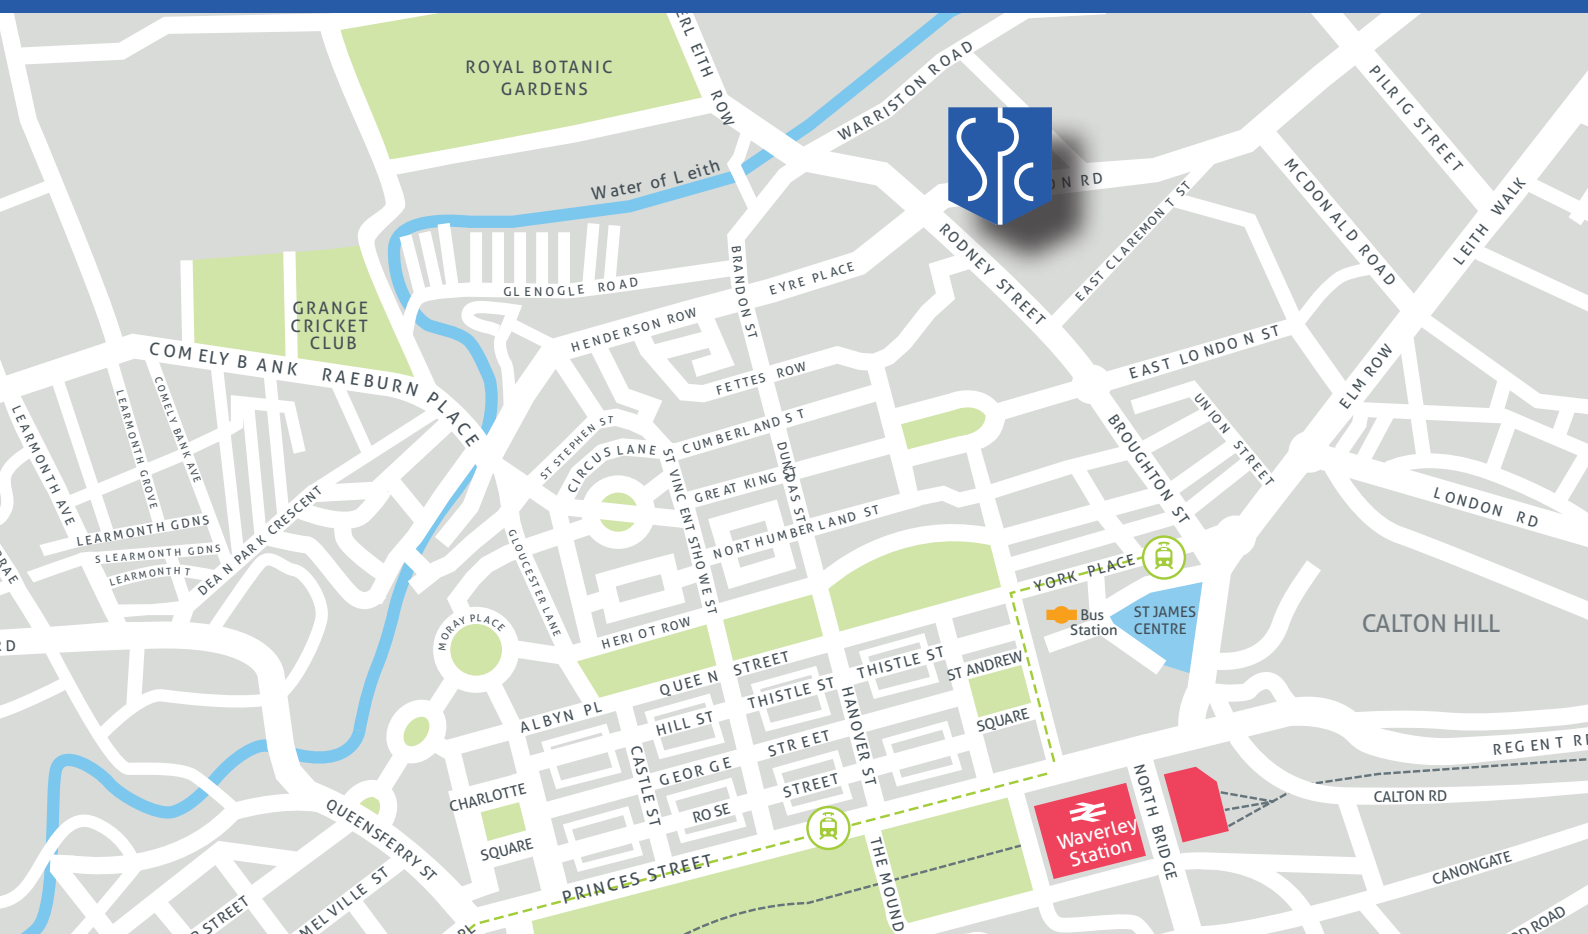 ROYAL BOTANIC
GARDENS
ROW
WARRISTON ROAD
PILRIG STREET
Water of Leith
SPC
RD
MCDONALD ROAD
LEITH WALK
EAST CLAREMONT ST
RODNEY STREET
BRANDON ST
EYRE PLACE
GLENOGLE ROAD
HENDERSON ROW
GRANGE
CRICKET
CLUB
COMELY BANK
RAEBURN PLACE
FETTES ROW
EAST LONDON ST
ELM ROW
UNION STREET
BROUGHTON ST
LONDON RD
LEARMONTH AVE
LEARMONTH GROVE
COMELY BANK AVE
ST STEPHEN ST
CIRCUS LANE
CUMBERLAND ST
DUNDAS ST
GREAT KING
ST VINCENT ST
HOWE ST
NORTHUMBERLAND ST
LEARMONTH GDNS
S LEARMONTH GDNS
LEARMONTH T
DEAN PARK CRESCENT
GLOUCESTER LANE
MORAY PLACE
HERIOT ROW
YORK PLACE
Bus
Station
ST JAMES
CENTRE
CALTON HILL
QUEEN STREET
THISTLE ST
THISTLE ST
ST ANDREW
SQUARE
ALBYN PL
HILL ST
HANOVER ST
CASTLE ST
GEORGE
STREET
CHARLOTTE
SQUARE
ROSE
STREET
PRINCES STREET
THE MOUND
Waverley
Station
NORTH BRIDGE
REGENT R
CALTON RD
CANONGATE
QUEENSFERRY ST
MELVILLE ST
STREET
ROAD